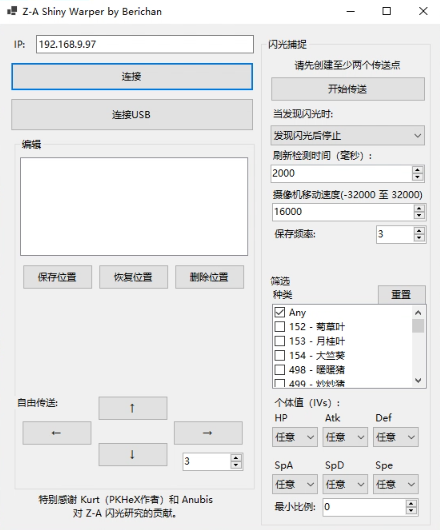 Z-A Shiny Warper by Berichan
IP:
192.168.9.97
连接
连接USB
编辑
保存位置
恢复位置
删除位置
自由传送:
↑
←
→
↓
3
特别感谢 Kurt（PKHeX作者）和 Anubis
对 Z-A 闪光研究的贡献。
闪光捕捉
请先创建至少两个传送点
开始传送
当发现闪光时:
发现闪光后停止
刷新检测时间（毫秒）:
2000
摄像机移动速度(-32000 至 32000)
16000
保存频率:
3
筛选
种类
重置
Any
152 - 菊草叶
153 - 月桂叶
154 - 大竺葵
498 - 暖暖猪
499 - 炒炒猪
个体值（IVs）:
HP Atk Def
任意 任意 任意
SpA SpD Spe
任意 任意 任意
最小比例:
0